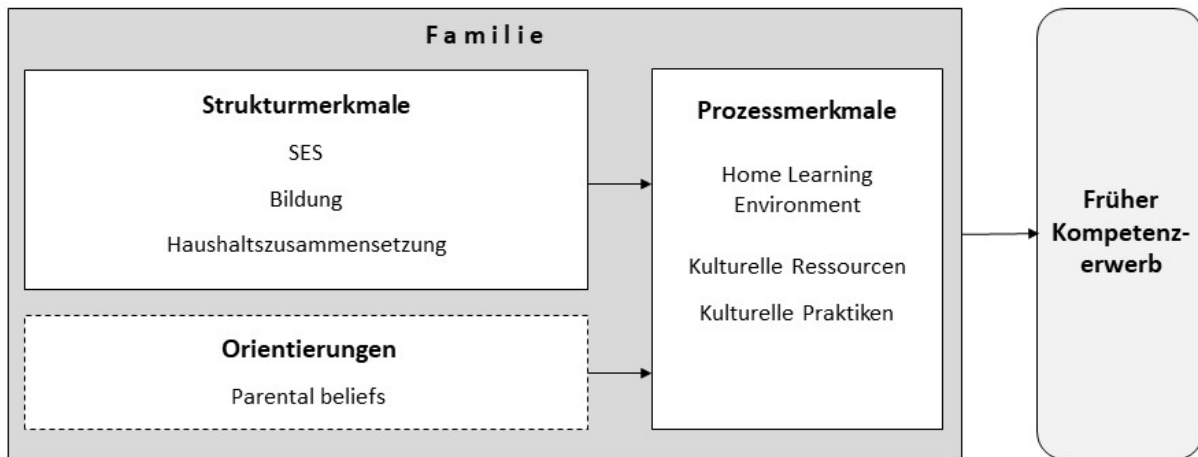 Familie
Strukturmerkmale
SES
Bildung
Haushaltszusammensetzung
Orientierungen
Parental beliefs
Prozessmerkmale
Home Learning
Environment
Kulturelle Ressourcen
Kulturelle Praktiken
Früher
Kompetenz-
erwerb